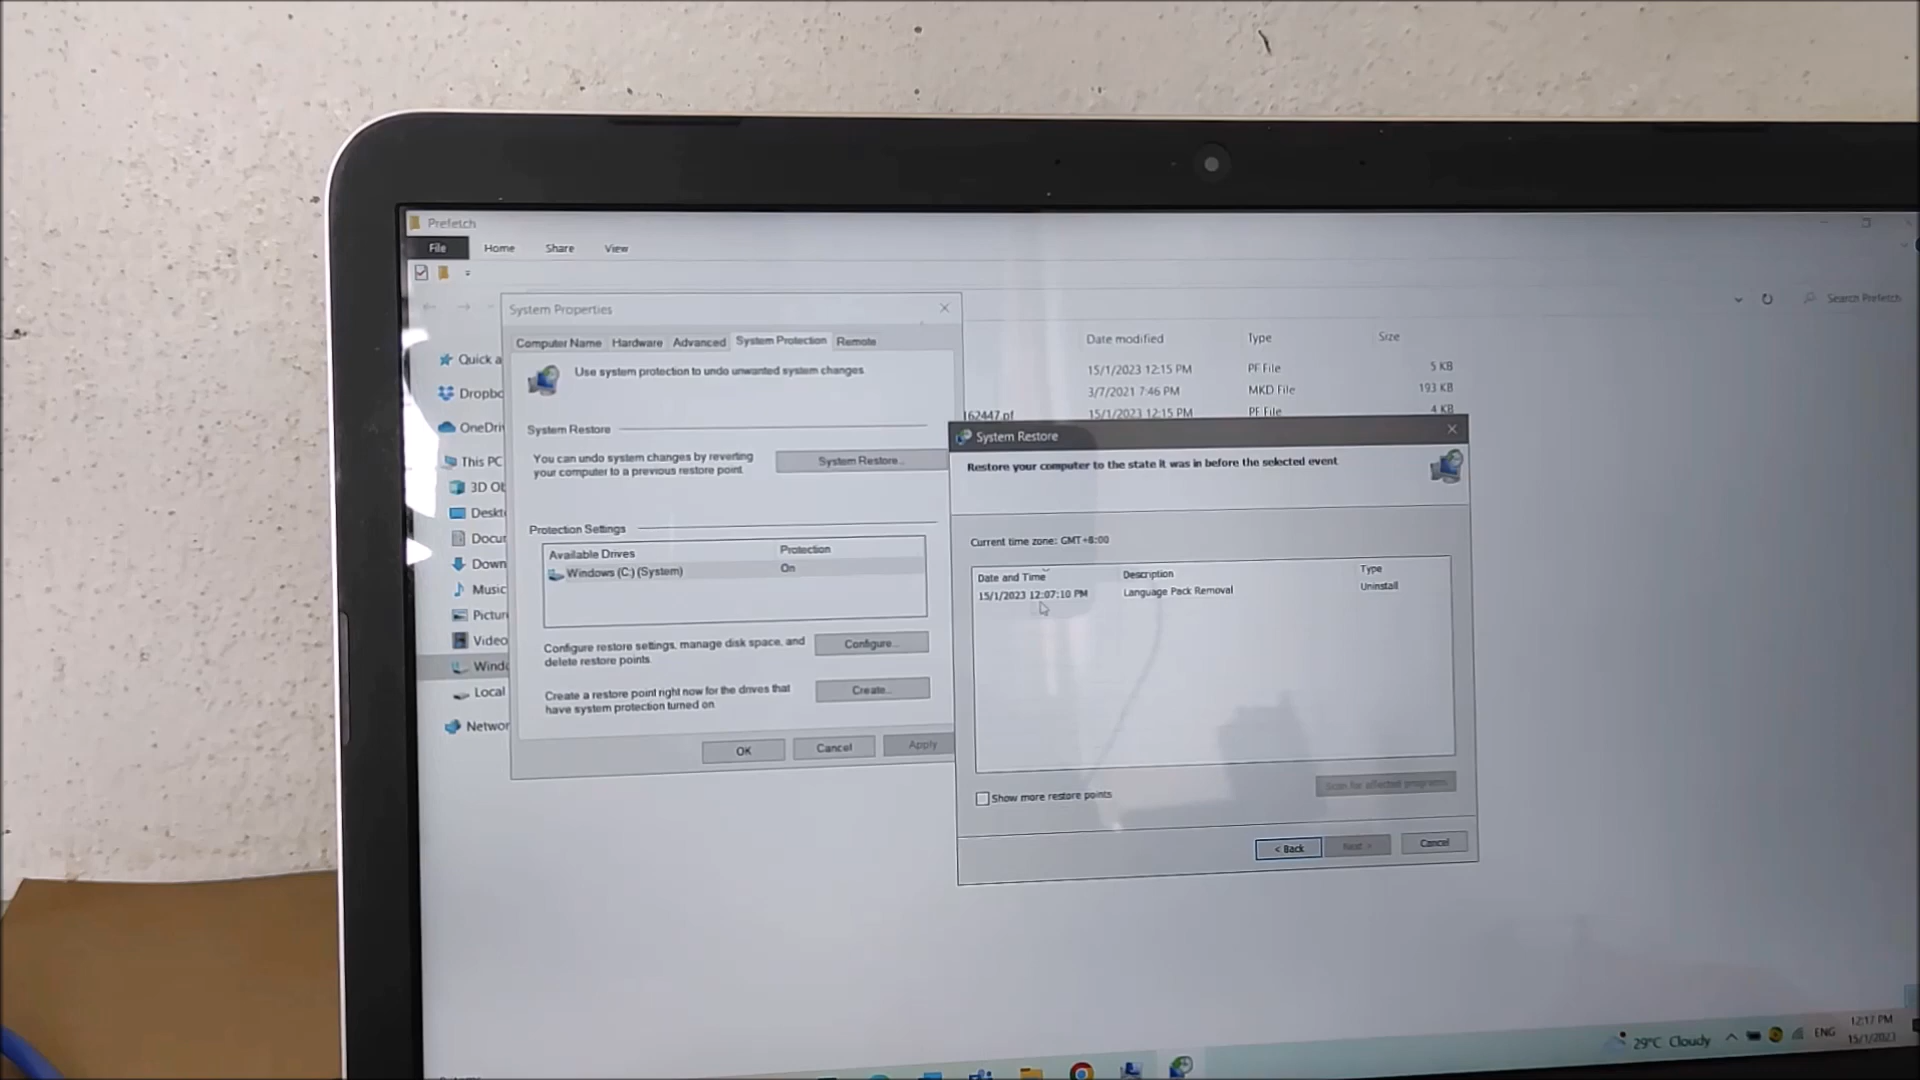 Prefetch
File Home Share View
Search Prefetch
System Properties
Computer Name Hardware Advanced System Protection Remote
Use system protection to undo unwanted system changes
System Restore
You can undo system changes by reverting
your computer to a previous restore point
System Restore...
Protection Settings
Available Drives Protection
Windows (C:) (System) On
Configure restore settings, manage disk space, and
delete restore points.
Configure...
Create a restore point right now for the drives that
have system protection turned on
Create...
OK Cancel Apply
Quick a
Dropbo
OneDriv
This PC
3D Ob
Deskto
Docur
Down
Music
Picture
Video
Windo
Local
Networ
Date modified Type Size
15/1/2023 12:15 PM PF File 5 KB
3/7/2021 7:46 PM MKD File 193 KB
162447.pf 15/1/2023 12:15 PM PF File 4 KB
System Restore
Restore your computer to the state it was in before the selected event
Current time zone: GMT+8:00
Date and Time Description Type
15/1/2023 12:07:10 PM Language Pack Removal Uninstall
Show more restore points
Scan for affected programs
< Back Next > Cancel
29°C Cloudy ENG 12:17 PM
15/1/2023